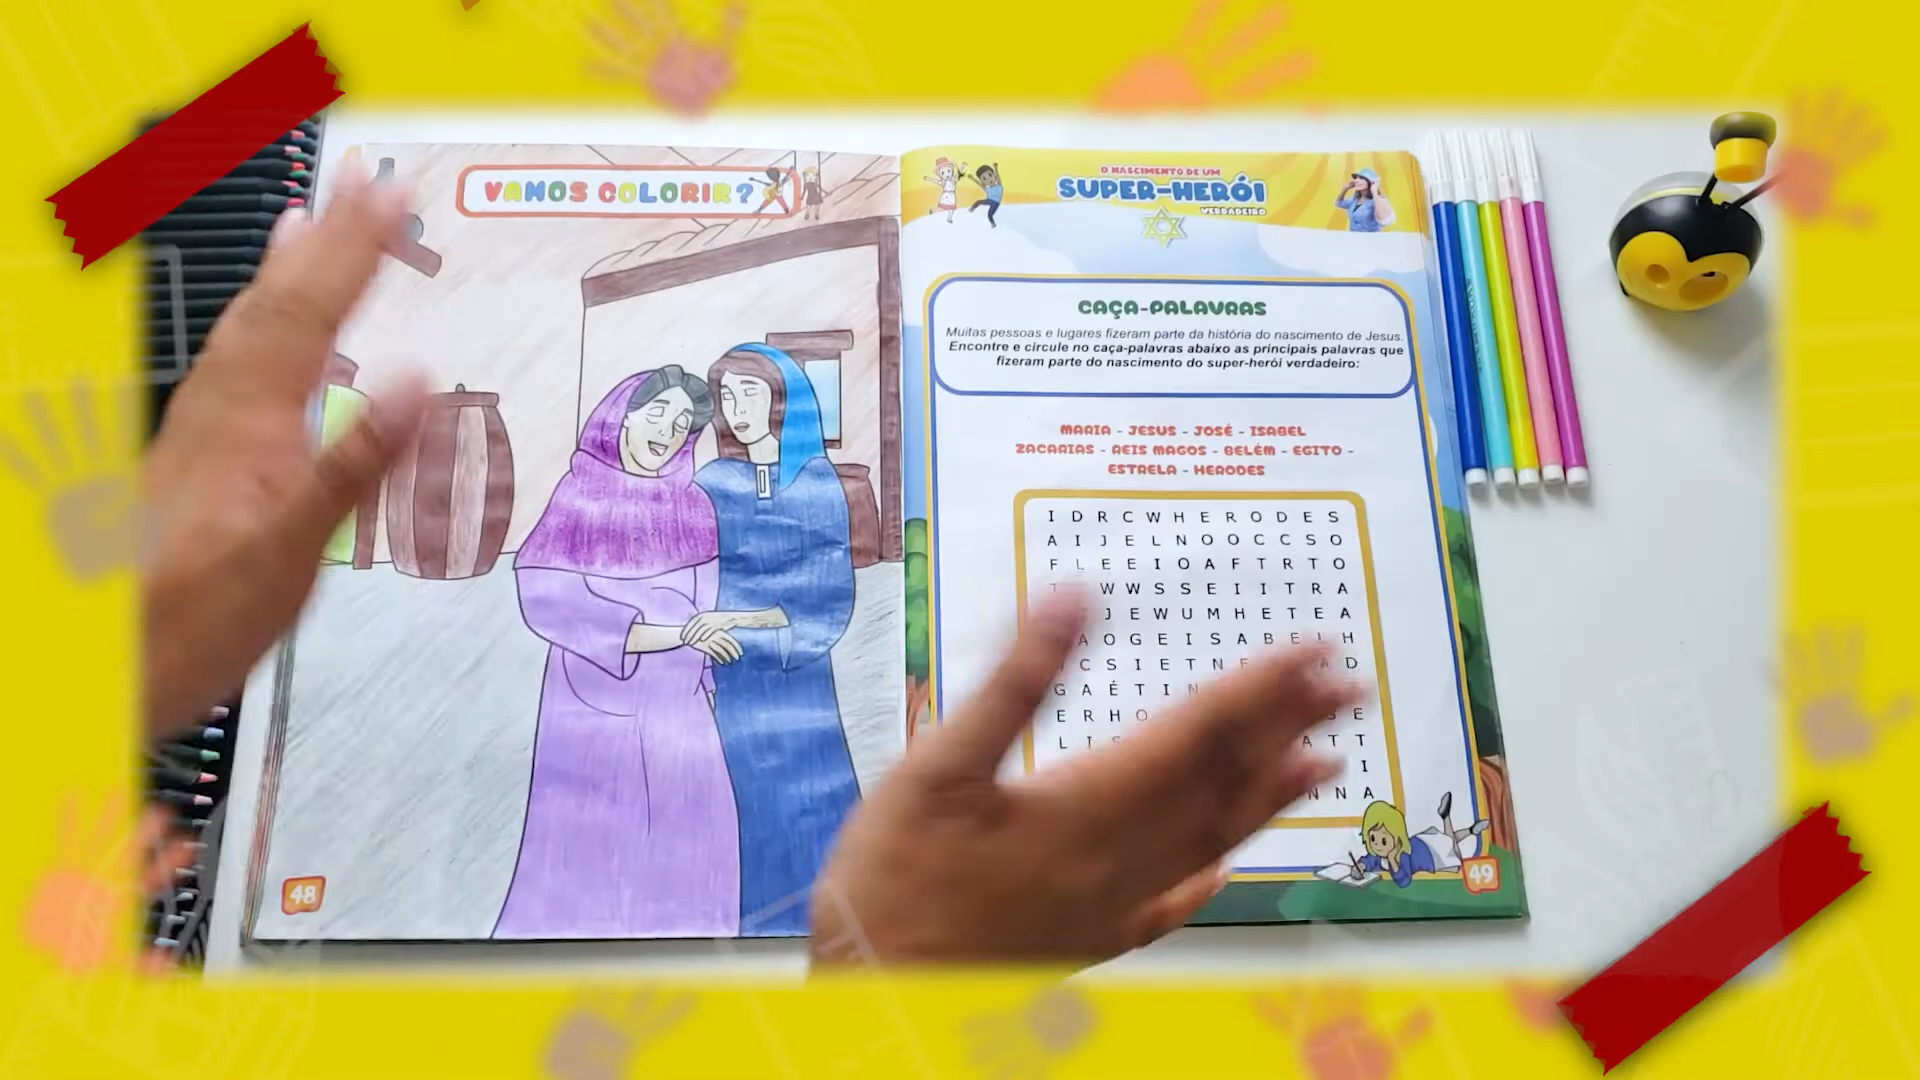 VAMOS COLORIR?
48
O NASCIMENTO DE UM
SUPER-HERÓI
VERDADEIRO
CAÇA-PALAVRAS
Muitas pessoas e lugares fizeram parte da história do nascimento de Jesus.
Encontre e circule no caça-palavras abaixo as principais palavras que
fizeram parte do nascimento do super-herói verdadeiro:
MARIA - JESUS - JOSÉ - ISABEL
ZACARIAS - REIS MAGOS - BELÉM - EGITO -
ESTRELA - HERODES
I D R C W H E R O D E S
A I J E L N O O C C S O
F L E E I O A F T R T O
W W S S E I I T R A
J E W U M H E T E A
A O G E I S A B E L H
C S I E T N E A D
G A É T I N
E R H O S E
L I S A T T
I
N N A
49